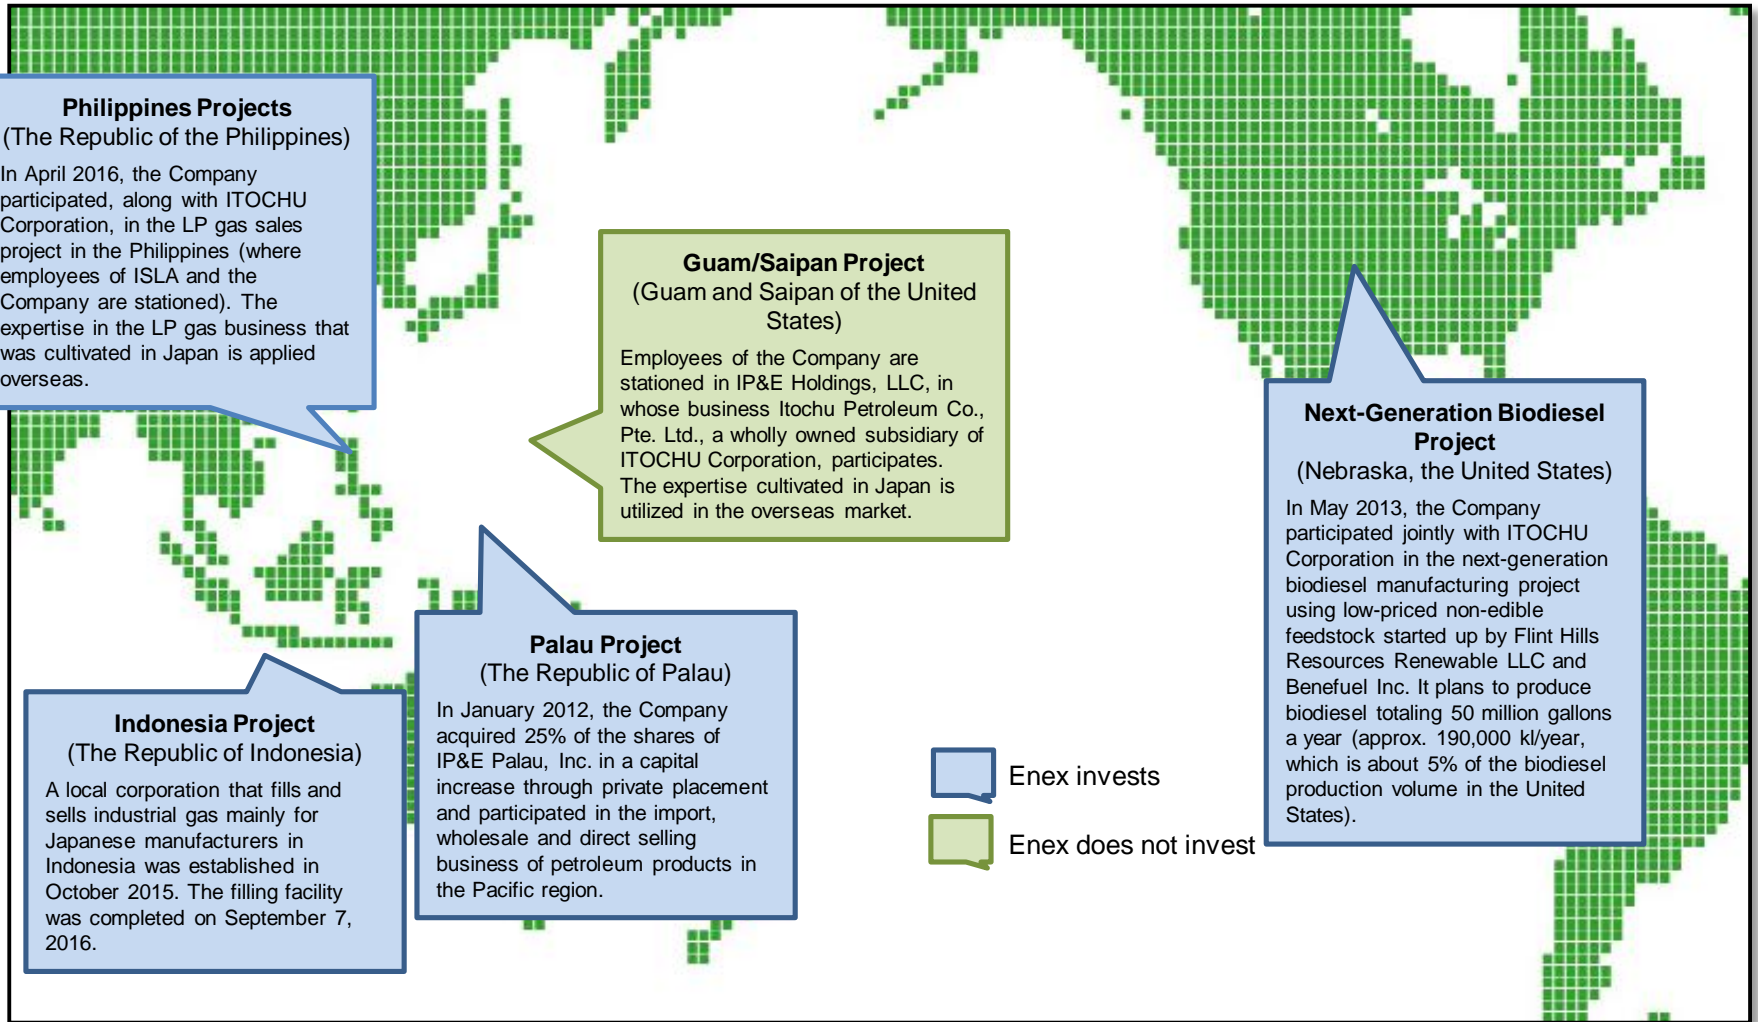 Philippines Projects
(The Republic of the Philippines)
In April 2016, the Company
participated, along with ITOCHU
Corporation, in the LP gas sales
project in the Philippines (where
employees of ISLA and the
Company are stationed). The
expertise in the LP gas business that
was cultivated in Japan is applied
overseas.
Guam/Saipan Project
(Guam and Saipan of the United
States)
Employees of the Company are
stationed in IP&E Holdings, LLC, in
whose business Itochu Petroleum Co.,
Pte. Ltd., a wholly owned subsidiary of
ITOCHU Corporation, participates.
The expertise cultivated in Japan is
utilized in the overseas market.
Next-Generation Biodiesel
Project
(Nebraska, the United States)
In May 2013, the Company
participated jointly with ITOCHU
Corporation in the next-generation
biodiesel manufacturing project
using low-priced non-edible
feedstock started up by Flint Hills
Resources Renewable LLC and
Benefuel Inc. It plans to produce
biodiesel totaling 50 million gallons
a year (approx. 190,000 kl/year,
which is about 5% of the biodiesel
production volume in the United
States).
Palau Project
(The Republic of Palau)
In January 2012, the Company
acquired 25% of the shares of
IP&E Palau, Inc. in a capital
increase through private placement
and participated in the import,
wholesale and direct selling
business of petroleum products in
the Pacific region.
Indonesia Project
(The Republic of Indonesia)
A local corporation that fills and
sells industrial gas mainly for
Japanese manufacturers in
Indonesia was established in
October 2015. The filling facility
was completed on September 7,
2016.
Enex invests
Enex does not invest